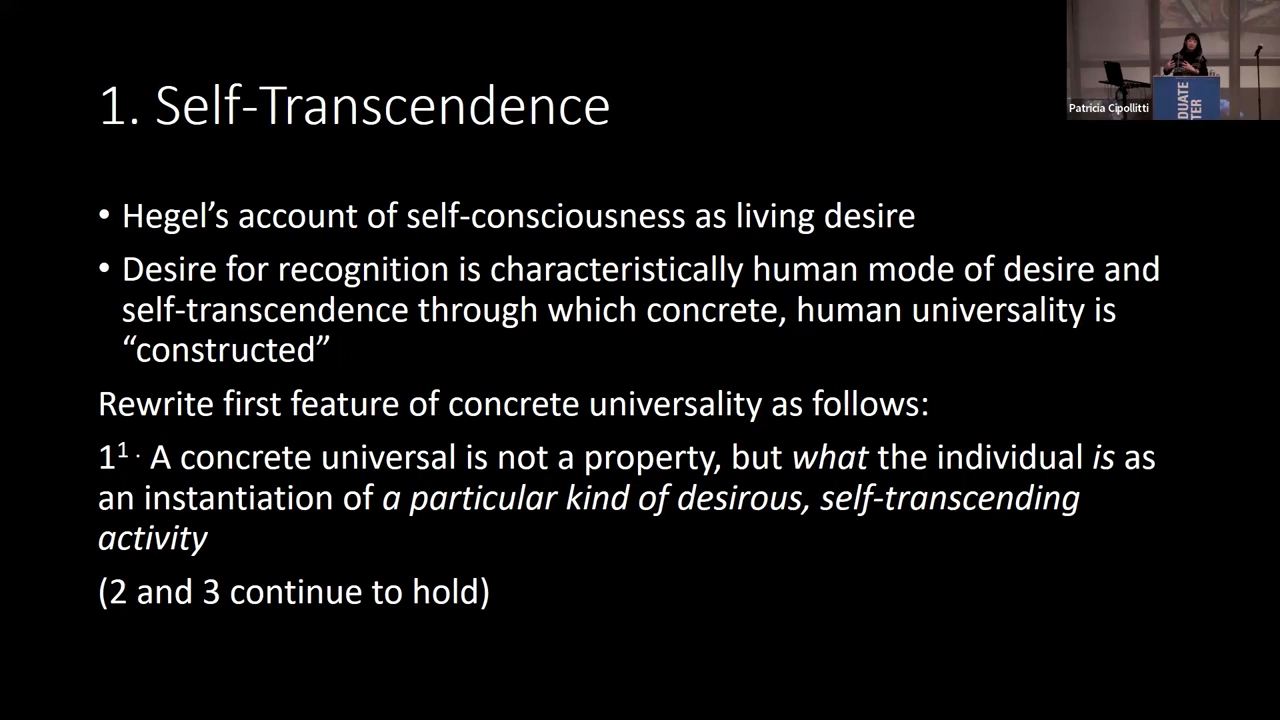 1. Self-Transcendence
• Hegel’s account of self-consciousness as living desire
• Desire for recognition is characteristically human mode of desire and
self-transcendence through which concrete, human universality is
“constructed”
Rewrite first feature of concrete universality as follows:
1¹· A concrete universal is not a property, but what the individual is as
an instantiation of a particular kind of desirous, self-transcending
activity
(2 and 3 continue to hold)
Patricia Cipollitti
DUATE
TER